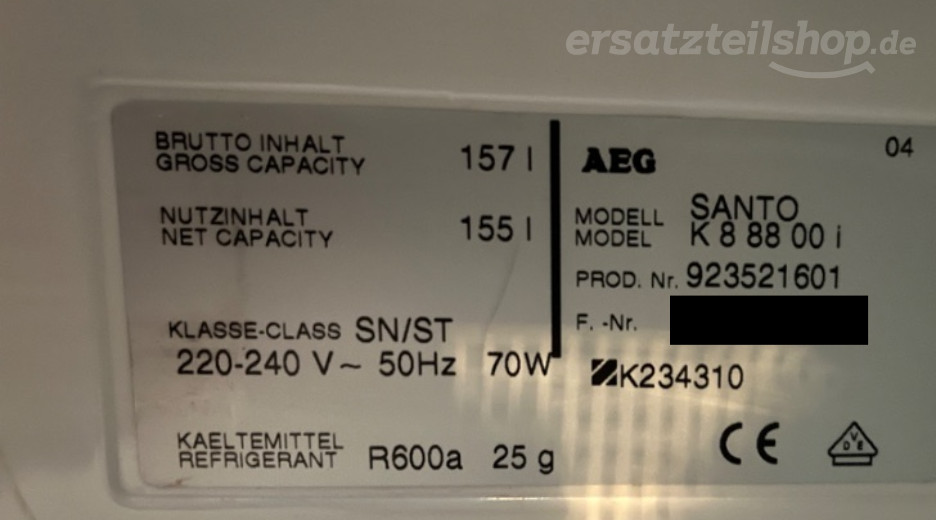 ersatzteilshop.de
BRUTTO INHALT
GROSS CAPACITY 157 l
NUTZINHALT
NET CAPACITY 155 l
KLASSE-CLASS SN/ST
220-240 V~ 50Hz 70W
KAELTEMITTEL
REFRIGERANT R600a 25 g
04
AEG
MODELL SANTO
MODEL K 8 88 00 i
PROD. Nr. 923521601
F. -Nr.
K234310
CE
VDE